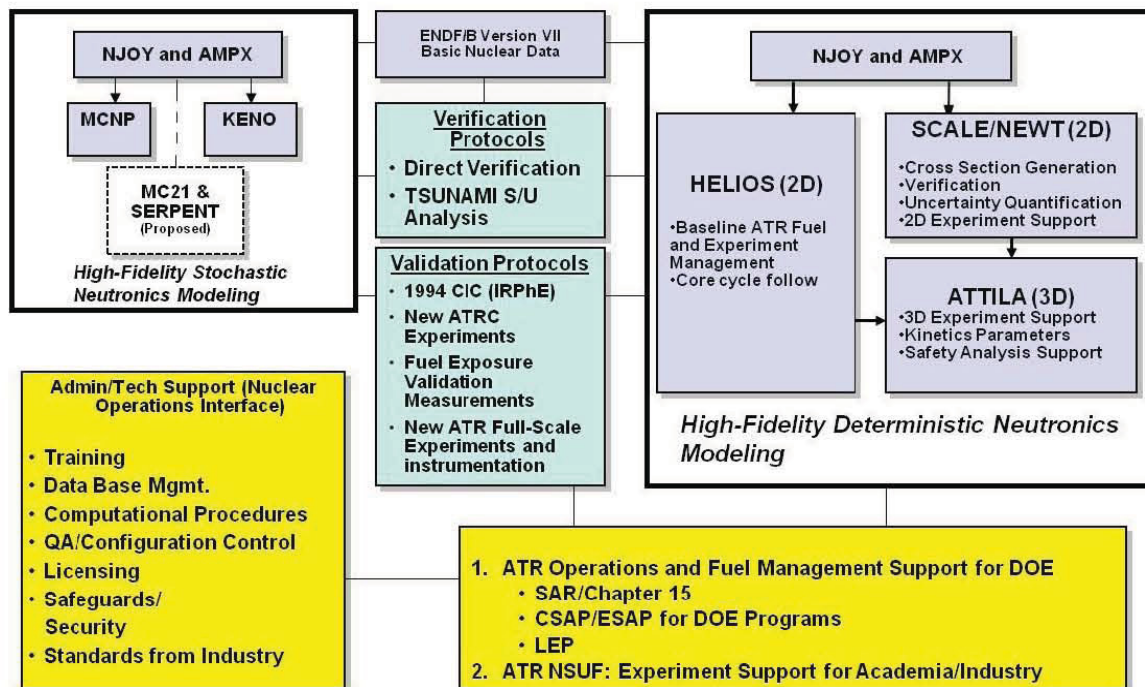 NJOY and AMPX
MCNP
KENO
MC21 &
SERPENT
(Proposed)
High-Fidelity Stochastic
Neutronics Modeling
ENDF/B Version VII
Basic Nuclear Data
Verification
Protocols
• Direct Verification
• TSUNAMI S/U
Analysis
Validation Protocols
• 1994 CIC (IRPhE)
• New ATRC
Experiments
• Fuel Exposure
Validation
Measurements
• New ATR Full-Scale
Experiments and
instrumentation
NJOY and AMPX
HELIOS (2D)
•Baseline ATR Fuel
and Experiment
Management
•Core cycle follow
SCALE/NEWT (2D)
•Cross Section Generation
•Verification
•Uncertainty Quantification
•2D Experiment Support
ATTILA (3D)
•3D Experiment Support
•Kinetics Parameters
•Safety Analysis Support
High-Fidelity Deterministic Neutronics
Modeling
Admin/Tech Support (Nuclear
Operations Interface)
• Training
• Data Base Mgmt.
• Computational Procedures
• QA/Configuration Control
• Licensing
• Safeguards/
Security
• Standards from Industry
1. ATR Operations and Fuel Management Support for DOE
• SAR/Chapter 15
• CSAP/ESAP for DOE Programs
• LEP
2. ATR NSUF: Experiment Support for Academia/Industry